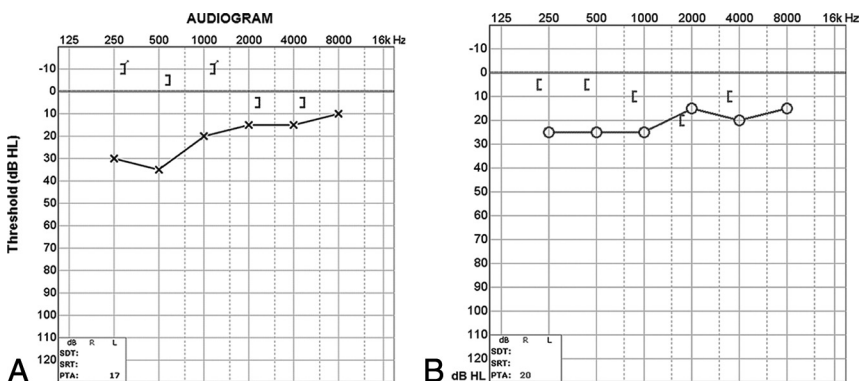 AUDIOGRAM
125 250 500 1000 2000 4000 8000 16k Hz
-10
0
10
20
30
40
50
60
70
80
90
100
110
120
Threshold (dB HL)
dB R L
SDT:
SRT:
PTA: 17
A
125 250 500 1000 2000 4000 8000 16k Hz
-10
0
10
20
30
40
50
60
70
80
90
100
110
120
dB HL
dB R L
SDT:
SRT:
PTA: 20
B